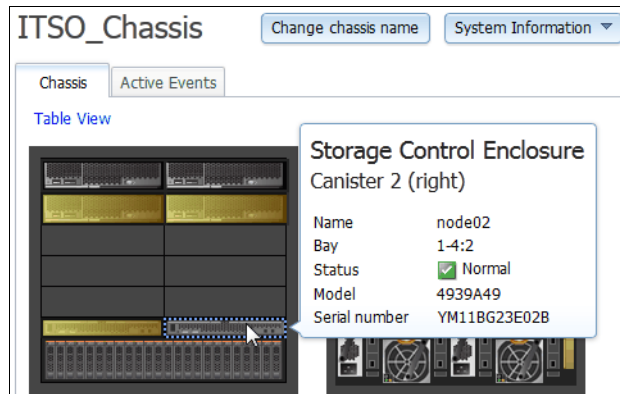 ITSO_Chassis
Change chassis name
System Information
Chassis
Active Events
Table View
Storage Control Enclosure
Canister 2 (right)
Name node02
Bay 1-4:2
Status Normal
Model 4939A49
Serial number YM11BG23E02B